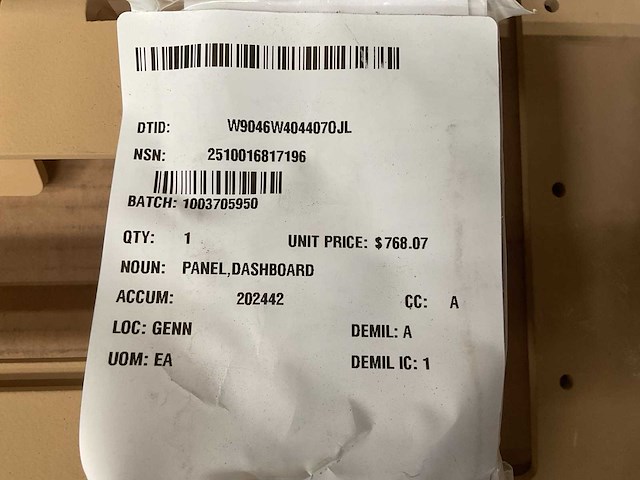 DTID: W9046W4044070JL
NSN: 2510016817196
BATCH: 1003705950
QTY: 1 UNIT PRICE: $768.07
NOUN: PANEL,DASHBOARD
ACCUM: 202442 CC: A
LOC: GENN DEMIL: A
UOM: EA DEMIL IC: 1